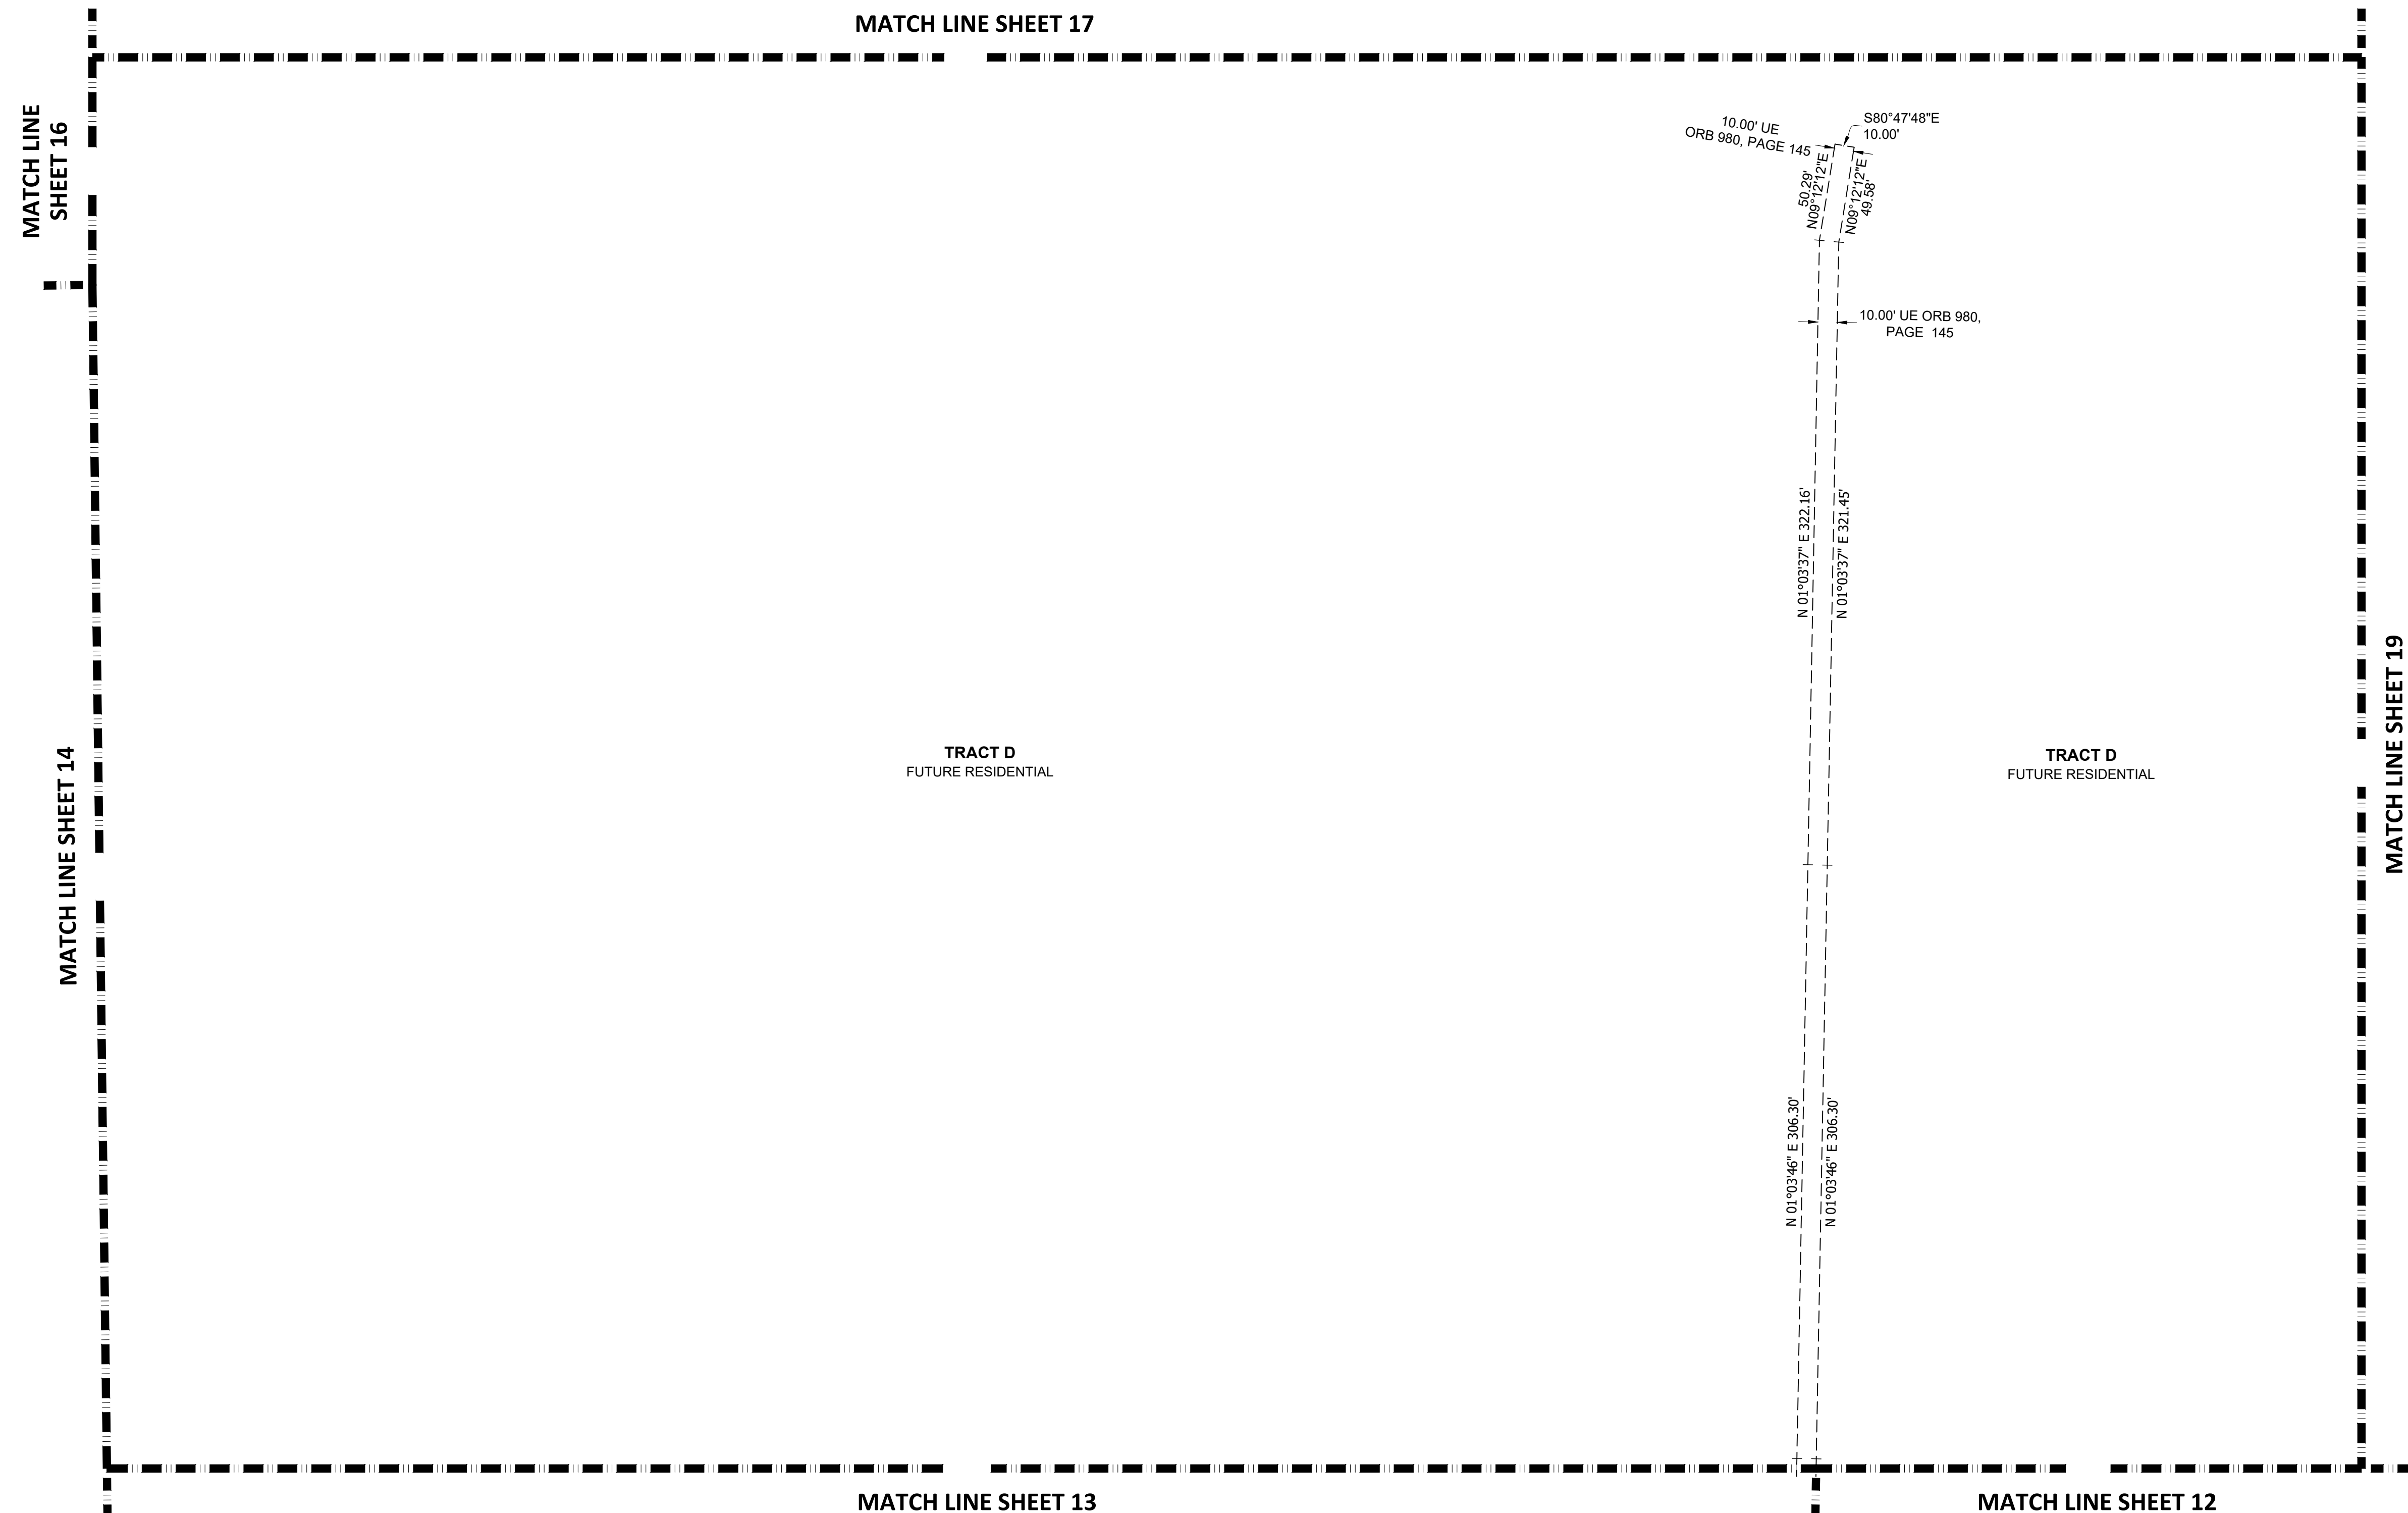 MATCH LINE SHEET 17
MATCH LINE
SHEET 16
10.00' UE
ORB 980, PAGE 145
S80°47'48"E
10.00'
50.29'
N09°12'12"E
N09°12'12"E
49.58'
10.00' UE ORB 980,
PAGE 145
N 01°03'37" E 322.16'
N 01°03'37" E 321.45'
MATCH LINE SHEET 14
TRACT D
FUTURE RESIDENTIAL
TRACT D
FUTURE RESIDENTIAL
MATCH LINE SHEET 19
N 01°03'46" E 306.30'
N 01°03'46" E 306.30'
MATCH LINE SHEET 13
MATCH LINE SHEET 12